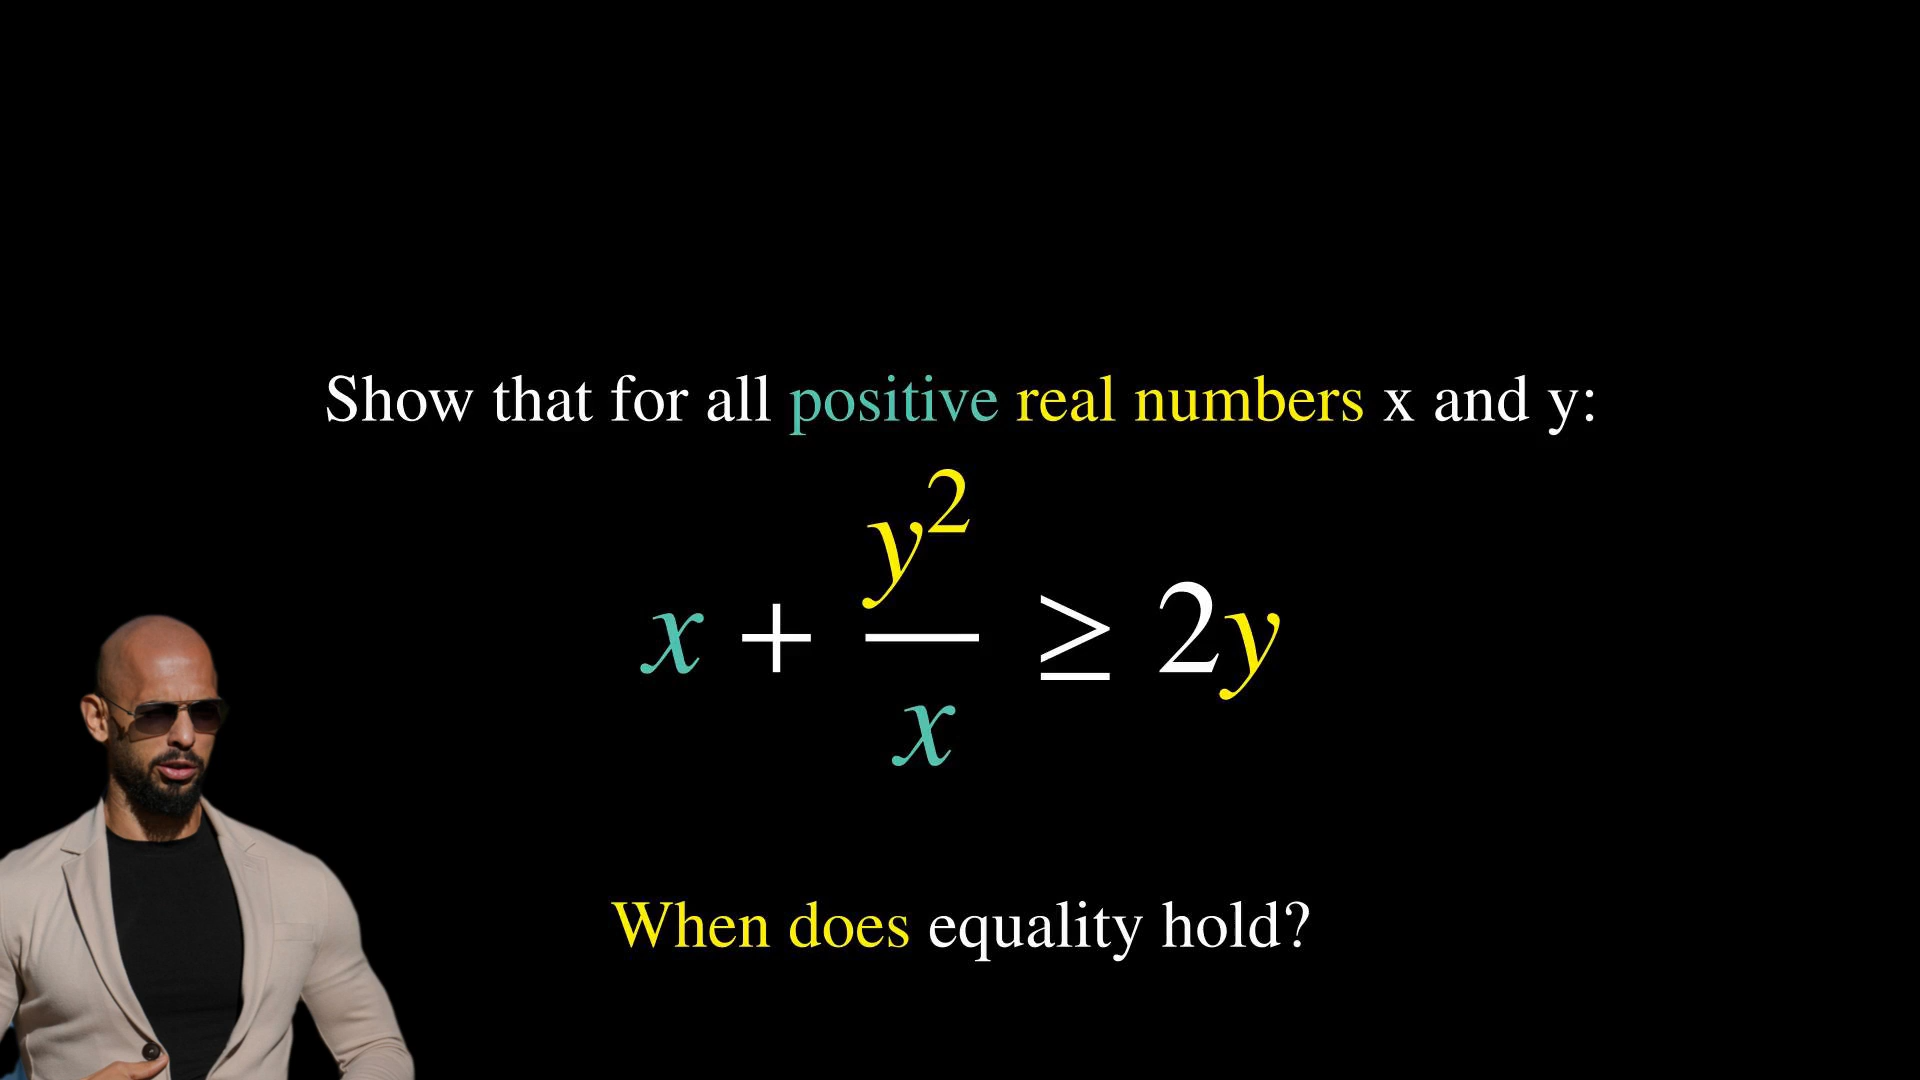 Show that for all positive real numbers x and y:
x + y²/x ≥ 2y
When does equality hold?